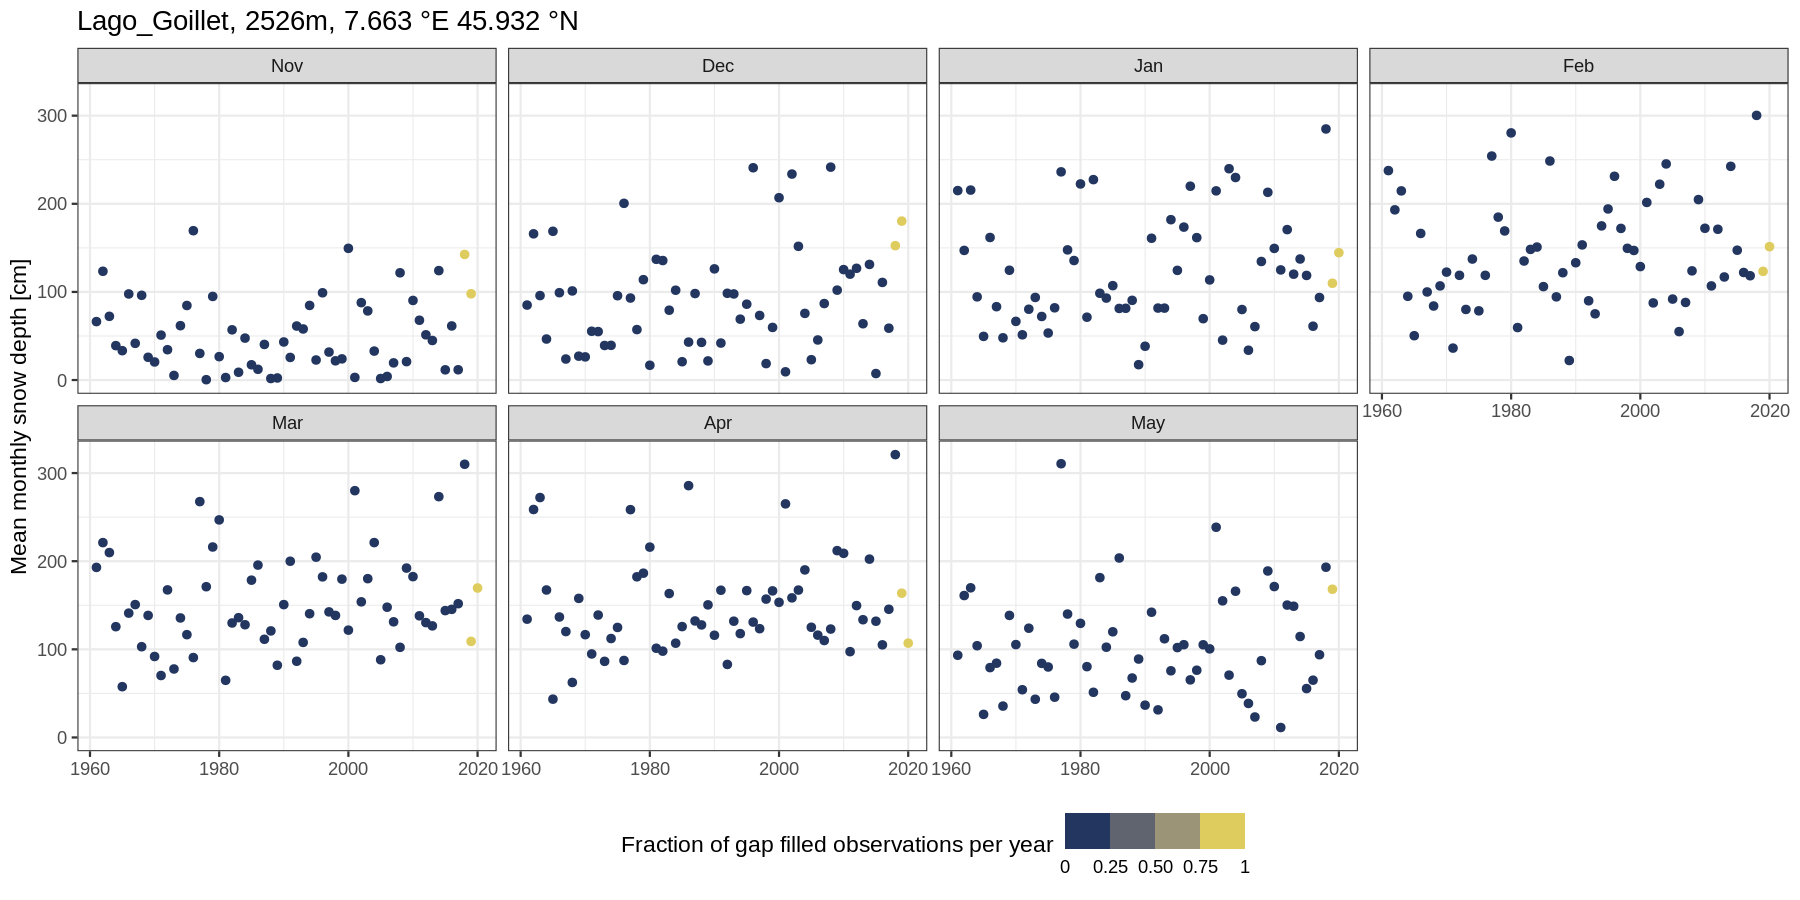 Lago_Goillet, 2526m, 7.663 °E 45.932 °N
Nov
Dec
Jan
Feb
300
200
100
0
1960 1980 2000 2020
Mean monthly snow depth [cm]
Mar
Apr
May
300
200
100
0
1960 1980 2000 2020 1960 1980 2000 2020 1960 1980 2000 2020
Fraction of gap filled observations per year
0 0.25 0.50 0.75 1